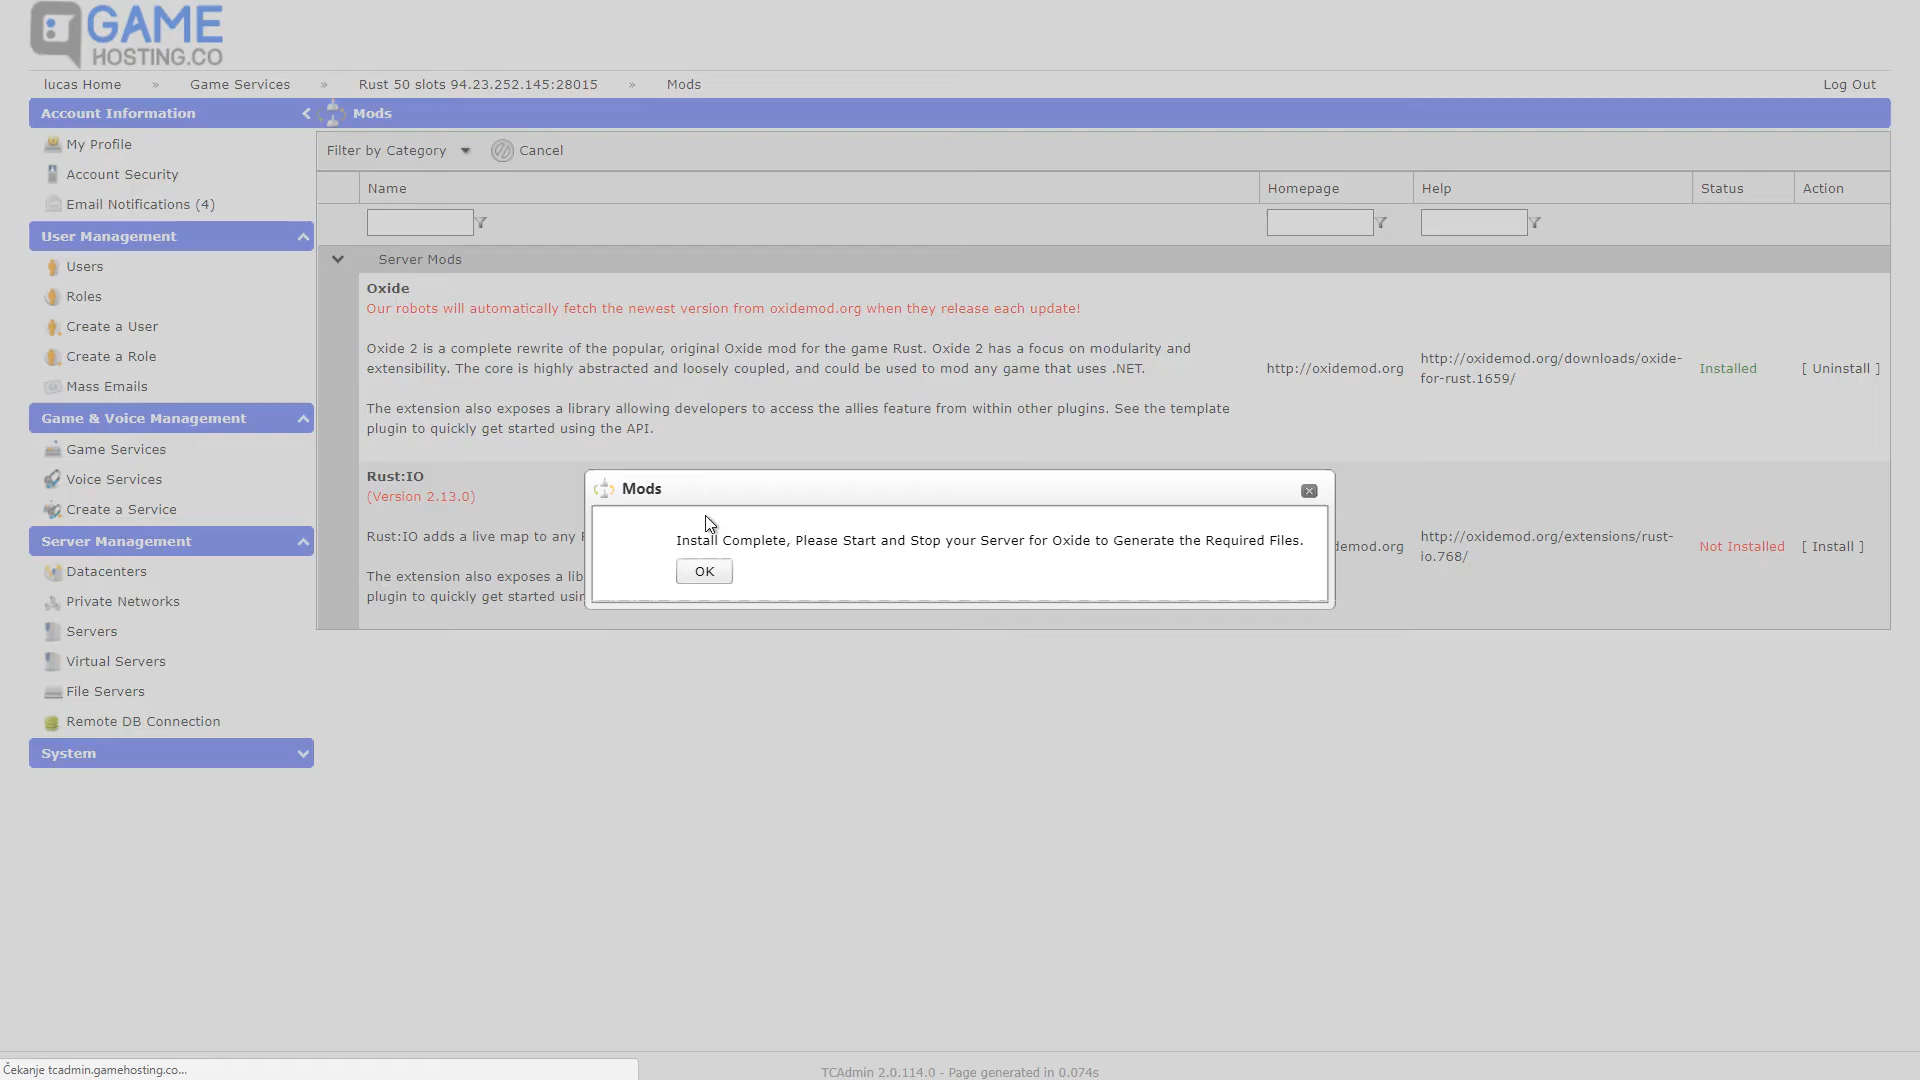 GAME
HOSTING.CO
lucas Home » Game Services » Rust 50 slots 94.23.252.145:28015 » Mods
Log Out
Account Information
My Profile
Account Security
Email Notifications (4)
User Management
Users
Roles
Create a User
Create a Role
Mass Emails
Game & Voice Management
Game Services
Voice Services
Create a Service
Server Management
Datacenters
Private Networks
Servers
Virtual Servers
File Servers
Remote DB Connection
System
Mods
Filter by Category
Cancel
Name
Homepage
Help
Status
Action
Server Mods
Oxide
Our robots will automatically fetch the newest version from oxidemod.org when they release each update!
Oxide 2 is a complete rewrite of the popular, original Oxide mod for the game Rust. Oxide 2 has a focus on modularity and
extensibility. The core is highly abstracted and loosely coupled, and could be used to mod any game that uses .NET.
The extension also exposes a library allowing developers to access the allies feature from within other plugins. See the template
plugin to quickly get started using the API.
http://oxidemod.org
http://oxidemod.org/downloads/oxide-
for-rust.1659/
Installed
[ Uninstall ]
Rust:IO
(Version 2.13.0)
Rust:IO adds a live map to any
The extension also exposes a lib
plugin to quickly get started usin
demod.org
http://oxidemod.org/extensions/rust-
io.768/
Not Installed
[ Install ]
Mods
Install Complete, Please Start and Stop your Server for Oxide to Generate the Required Files.
OK
Čekanje tcadmin.gamehosting.co...
TCAdmin 2.0.114.0 - Page generated in 0.074s